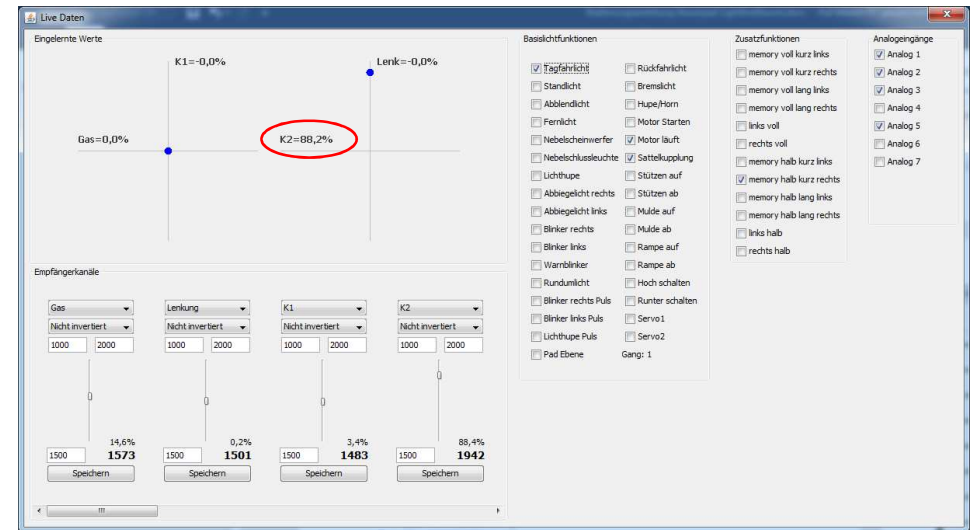 Live Daten
Eingelernte Werte
K1=-0,0%
Lenk=-0,0%
Gas=0,0%
K2=88,2%
Empfängerkanäle
Gas
Lenkung
K1
K2
Nicht invertiert
Nicht invertiert
Nicht invertiert
Nicht invertiert
1000 2000
1000 2000
1000 2000
1000 2000
14,6%
0,2%
3,4%
88,4%
1500 1573
1500 1501
1500 1483
1500 1942
Speichern
Speichern
Speichern
Speichern
Basislichtfunktionen
Tagfahrlicht
Standlicht
Abblendlicht
Fernlicht
Nebelscheinwerfer
Nebelschlussleuchte
Lichthupe
Abbiegelicht rechts
Abbiegelicht links
Blinker rechts
Blinker links
Warnblinker
Rundumlicht
Blinker rechts Puls
Blinker links Puls
Lichthupe Puls
Pad Ebene
Rückfahrlicht
Bremslicht
Hupe/Horn
Motor Starten
Motor läuft
Sattelkupplung
Stützen auf
Stützen ab
Mulde auf
Mulde ab
Rampe auf
Rampe ab
Hoch schalten
Runter schalten
Servo1
Servo2
Gang: 1
Zusatzfunktionen
memory voll kurz links
memory voll kurz rechts
memory voll lang links
memory voll lang rechts
links voll
rechts voll
memory halb kurz links
memory halb kurz rechts
memory halb lang links
memory halb lang rechts
links halb
rechts halb
Analogeingänge
Analog 1
Analog 2
Analog 3
Analog 4
Analog 5
Analog 6
Analog 7